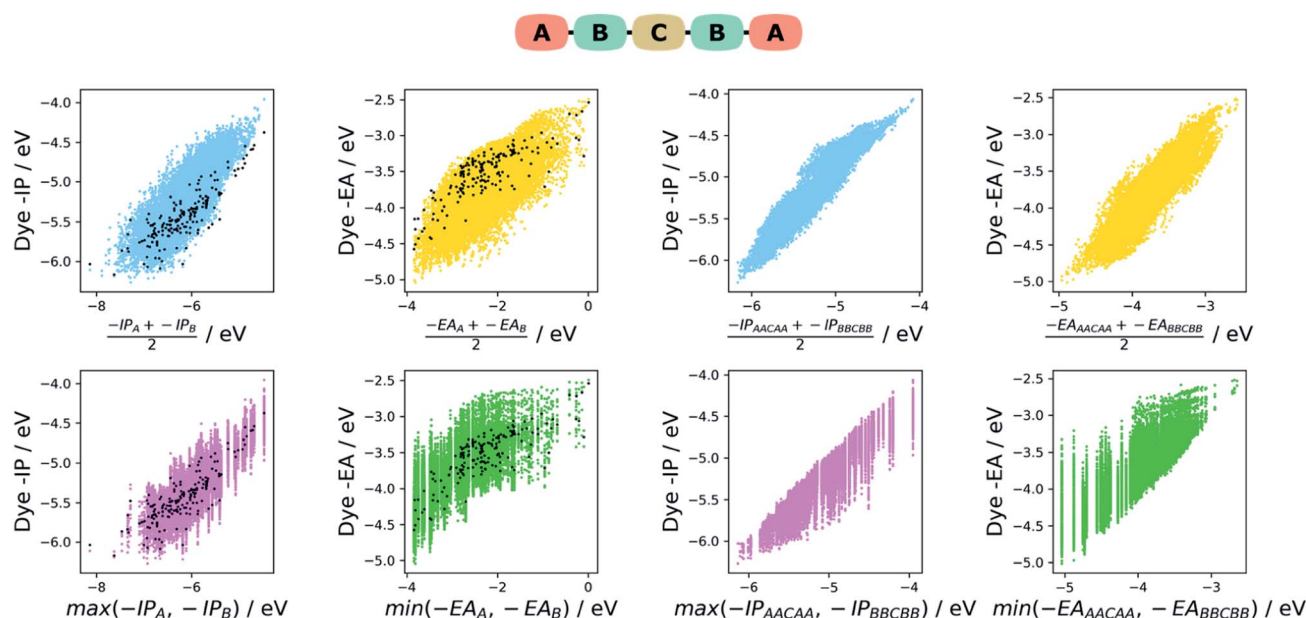 A B C B A
Dye -IP / eV
-4.0
-4.5
-5.0
-5.5
-6.0
-8 -6
-IP_A + -IP_B
2
/ eV
Dye -EA / eV
-2.5
-3.0
-3.5
-4.0
-4.5
-5.0
-4 -2 0
-EA_A + -EA_B
2
/ eV
Dye -IP / eV
-4.0
-4.5
-5.0
-5.5
-6.0
-6 -5 -4
-IP_AACAA + -IP_BBCBB
2
/ eV
Dye -EA / eV
-2.5
-3.0
-3.5
-4.0
-4.5
-5.0
-5 -4 -3
-EA_AACAA + -EA_BBCBB
2
/ eV
Dye -IP / eV
-4.0
-4.5
-5.0
-5.5
-6.0
-8 -6
max(-IP_A, -IP_B) / eV
Dye -EA / eV
-2.5
-3.0
-3.5
-4.0
-4.5
-5.0
-4 -2 0
min(-EA_A, -EA_B) / eV
Dye -IP / eV
-4.0
-4.5
-5.0
-5.5
-6.0
-6 -5 -4
max(-IP_AACAA, -IP_BBCBB) / eV
Dye -EA / eV
-2.5
-3.0
-3.5
-4.0
-4.5
-5.0
-5 -4 -3
min(-EA_AACAA, -EA_BBCBB) / eV